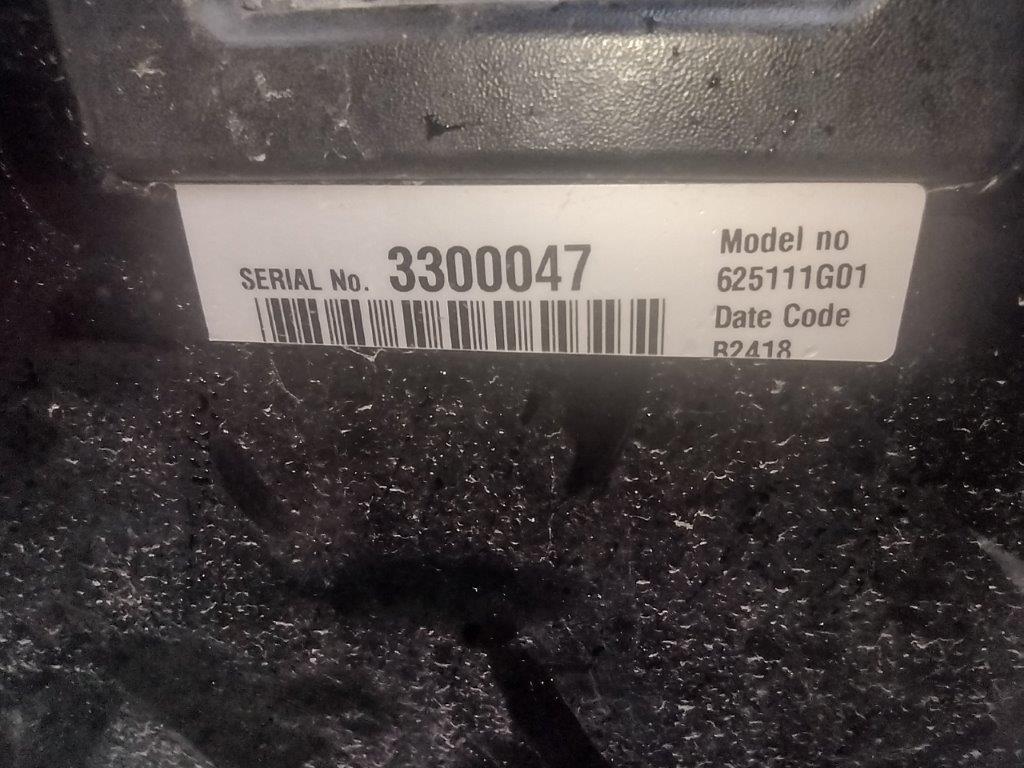 SERIAL No. 3300047
Model no
625111G01
Date Code
B2418